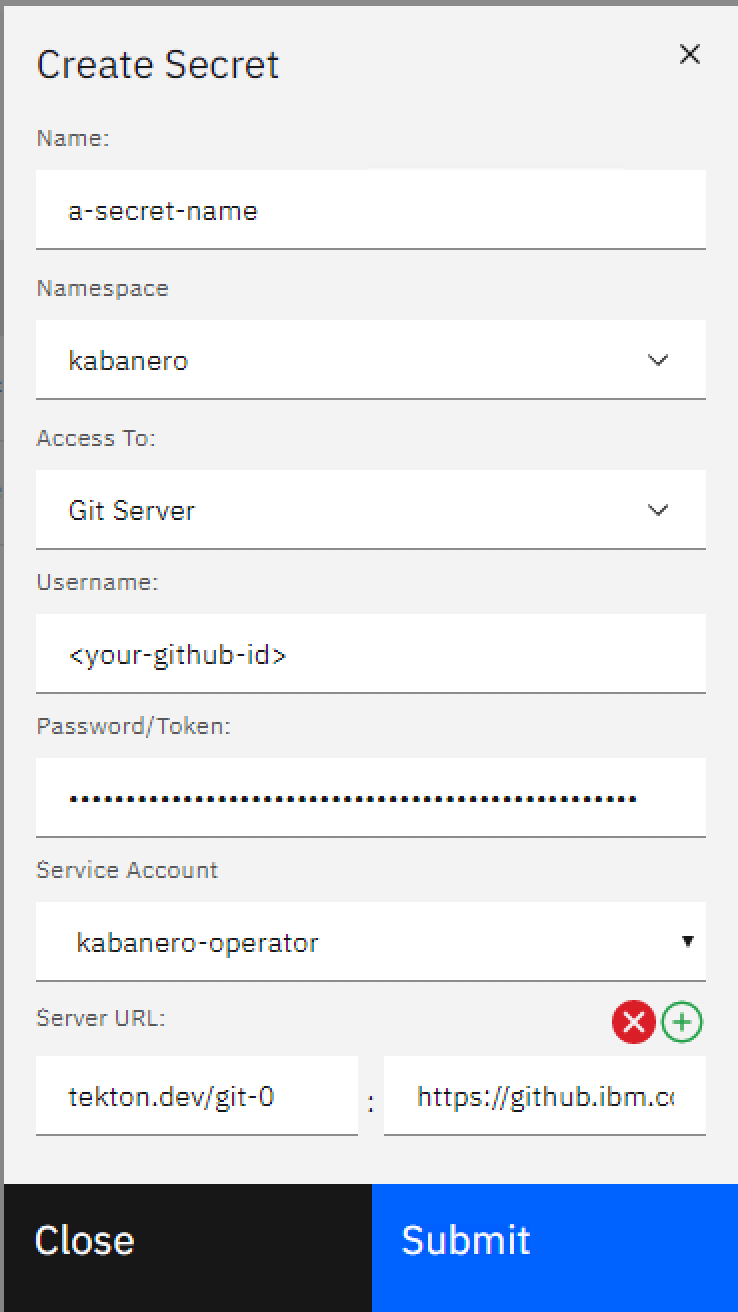 Create Secret
Name:
a-secret-name
Namespace
kabanero
Access To:
Git Server
Username:
<your-github-id>
Password/Token:
••••••••••••••••••••••••••••••••••••••••••••••••••
Service Account
kabanero-operator
Server URL:
tekton.dev/git-0 : https://github.ibm.co
Close Submit